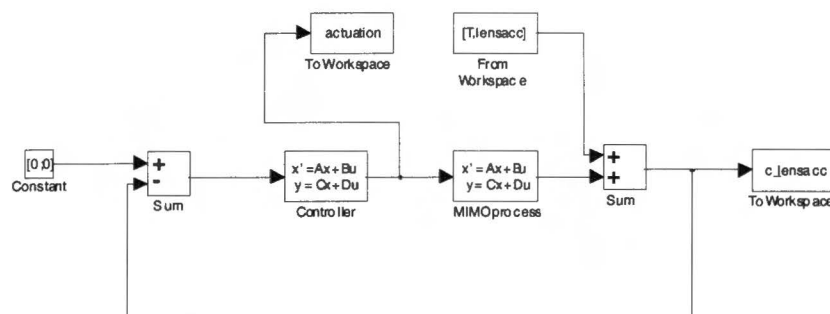 actuation
To Workspace
[T,lensacc]
From
Workspace
[0;0]
Constant
+
-
Sum
x' = Ax + Bu
y = Cx + Du
Controller
x' = Ax + Bu
y = Cx + Du
MIMOprocess
+
+
Sum
c_lensacc
To Workspace